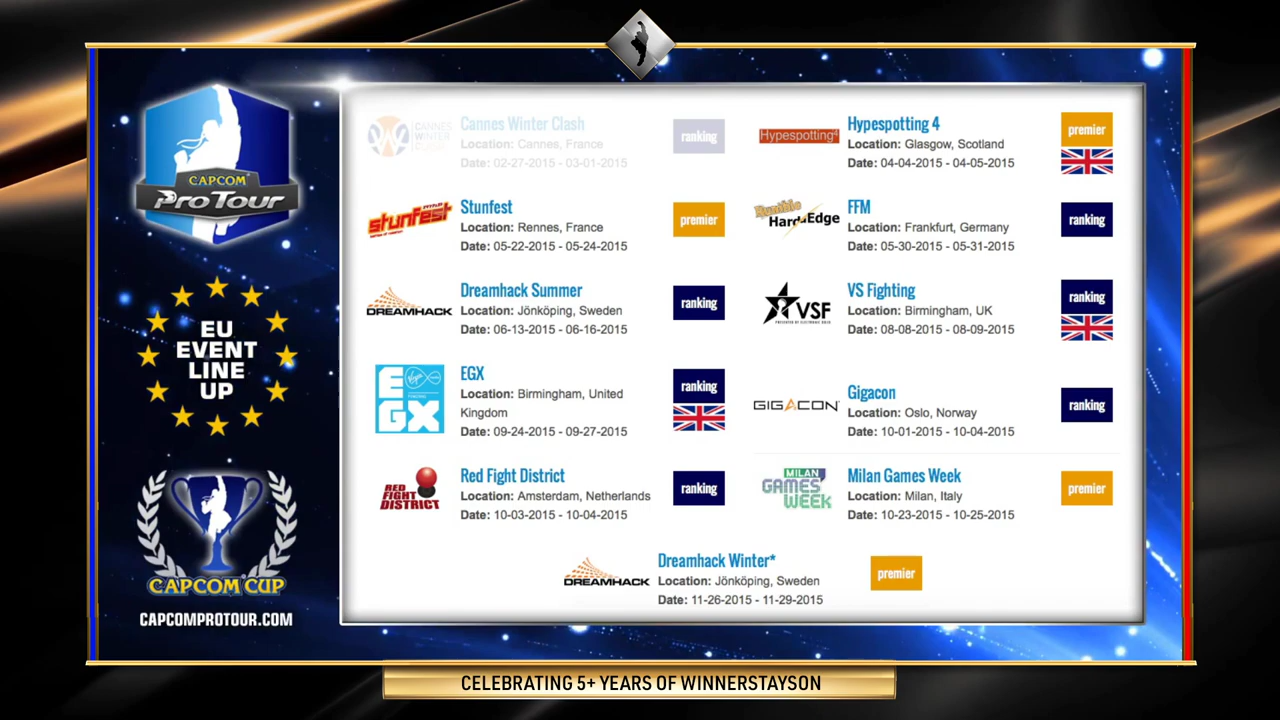 CAPCOM
PRO TOUR
EU
EVENT
LINE
UP
CAPCOM CUP
CAPCOMPROTOUR.COM
CANNES
WINTER
Cannes Winter Clash
Location: Cannes, France
Date: 02-27-2015 - 03-01-2015
ranking
Hypespotting4
Hypespotting 4
Location: Glasgow, Scotland
Date: 04-04-2015 - 04-05-2015
premier
stunfest
Stunfest
Location: Rennes, France
Date: 05-22-2015 - 05-24-2015
premier
Rumble
HardEdge
FFM
Location: Frankfurt, Germany
Date: 05-30-2015 - 05-31-2015
ranking
DREAMHACK
Dreamhack Summer
Location: Jönköping, Sweden
Date: 06-13-2015 - 06-16-2015
ranking
VSF
VS Fighting
Location: Birmingham, UK
Date: 08-08-2015 - 08-09-2015
ranking
Virgin
EGX
EGX
Location: Birmingham, United
Kingdom
Date: 09-24-2015 - 09-27-2015
ranking
GIGACON
Gigacon
Location: Oslo, Norway
Date: 10-01-2015 - 10-04-2015
ranking
RED
FIGHT
DISTRICT
Red Fight District
Location: Amsterdam, Netherlands
Date: 10-03-2015 - 10-04-2015
ranking
MILAN
GAMES
WEEK
Milan Games Week
Location: Milan, Italy
Date: 10-23-2015 - 10-25-2015
premier
DREAMHACK
Dreamhack Winter*
Location: Jönköping, Sweden
Date: 11-26-2015 - 11-29-2015
premier
CELEBRATING 5+ YEARS OF WINNERSTAYSON